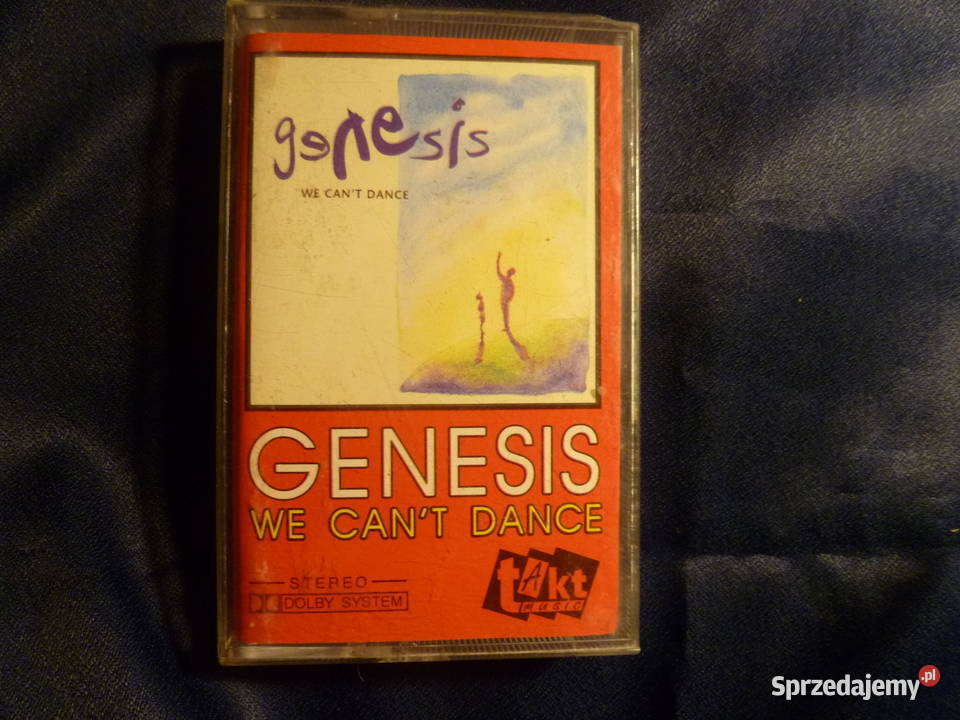 genesis
WE CAN'T DANCE
GENESIS
WE CAN'T DANCE
STEREO
DOLBY SYSTEM
tAkt
music
Sprzedajemy.pl